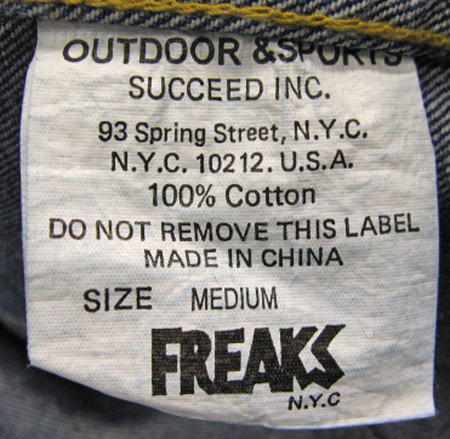 OUTDOOR & SPORTS
SUCCEED INC.
93 Spring Street, N.Y.C.
N.Y.C. 10212. U.S.A.
100% Cotton
DO NOT REMOVE THIS LABEL
MADE IN CHINA
SIZE MEDIUM
FREAKS
N.Y.C